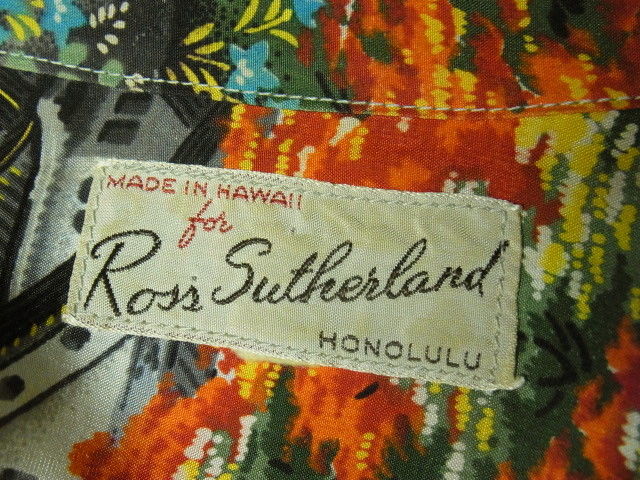 MADE IN HAWAII
for
Ross Sutherland
HONOLULU